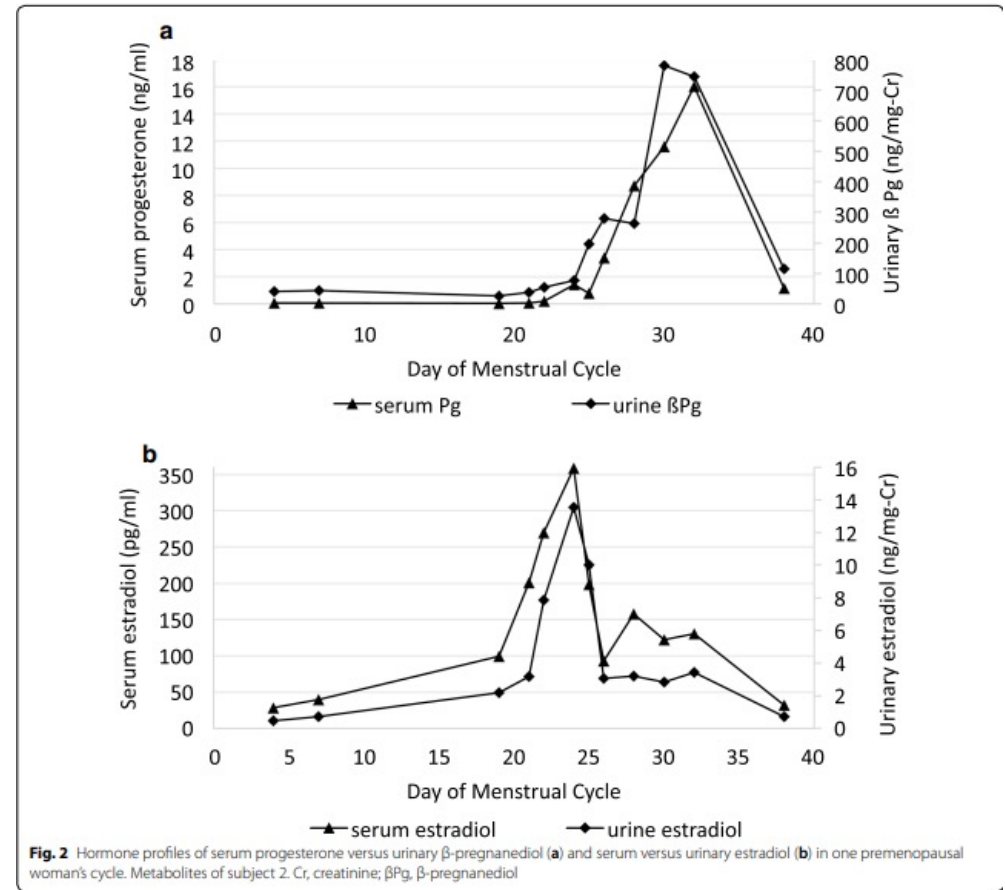 a
Serum progesterone (ng/ml)
18
16
14
12
10
8
6
4
2
0
800
700
600
500
400
300
200
100
0
Urinary ß Pg (ng/mg-Cr)
0 10 20 30 40
Day of Menstrual Cycle
serum Pg urine ßPg
b
Serum estradiol (pg/ml)
350
300
250
200
150
100
50
0
16
14
12
10
8
6
4
2
0
Urinary estradiol (ng/mg-Cr)
0 5 10 15 20 25 30 35 40
Day of Menstrual Cycle
serum estradiol urine estradiol
Fig. 2 Hormone profiles of serum progesterone versus urinary β-pregnanediol (a) and serum versus urinary estradiol (b) in one premenopausal
woman's cycle. Metabolites of subject 2. Cr, creatinine; βPg, β-pregnanediol